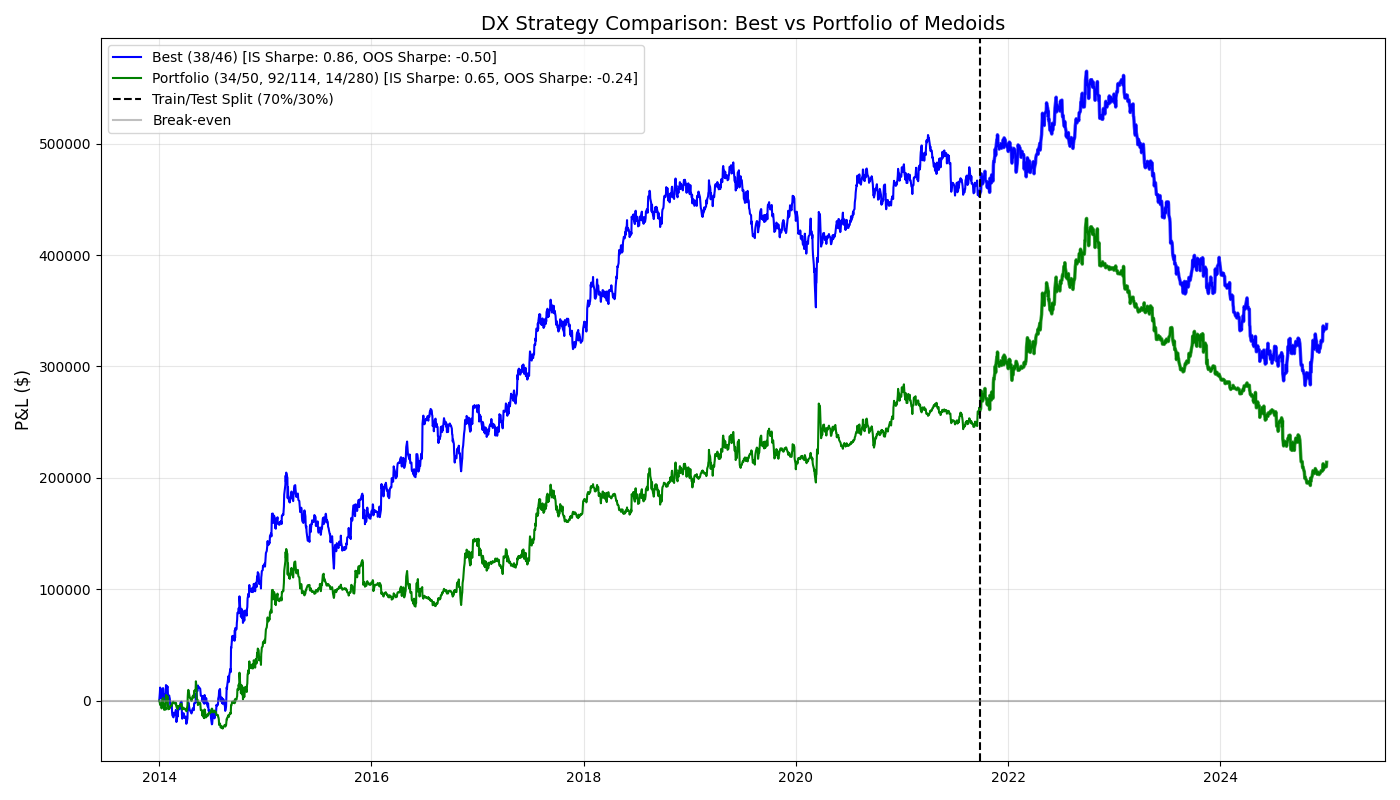 DX Strategy Comparison: Best vs Portfolio of Medoids
Best (38/46) [IS Sharpe: 0.86, OOS Sharpe: -0.50]
Portfolio (34/50, 92/114, 14/280) [IS Sharpe: 0.65, OOS Sharpe: -0.24]
Train/Test Split (70%/30%)
Break-even
P&L ($)
500000
400000
300000
200000
100000
0
2014
2016
2018
2020
2022
2024